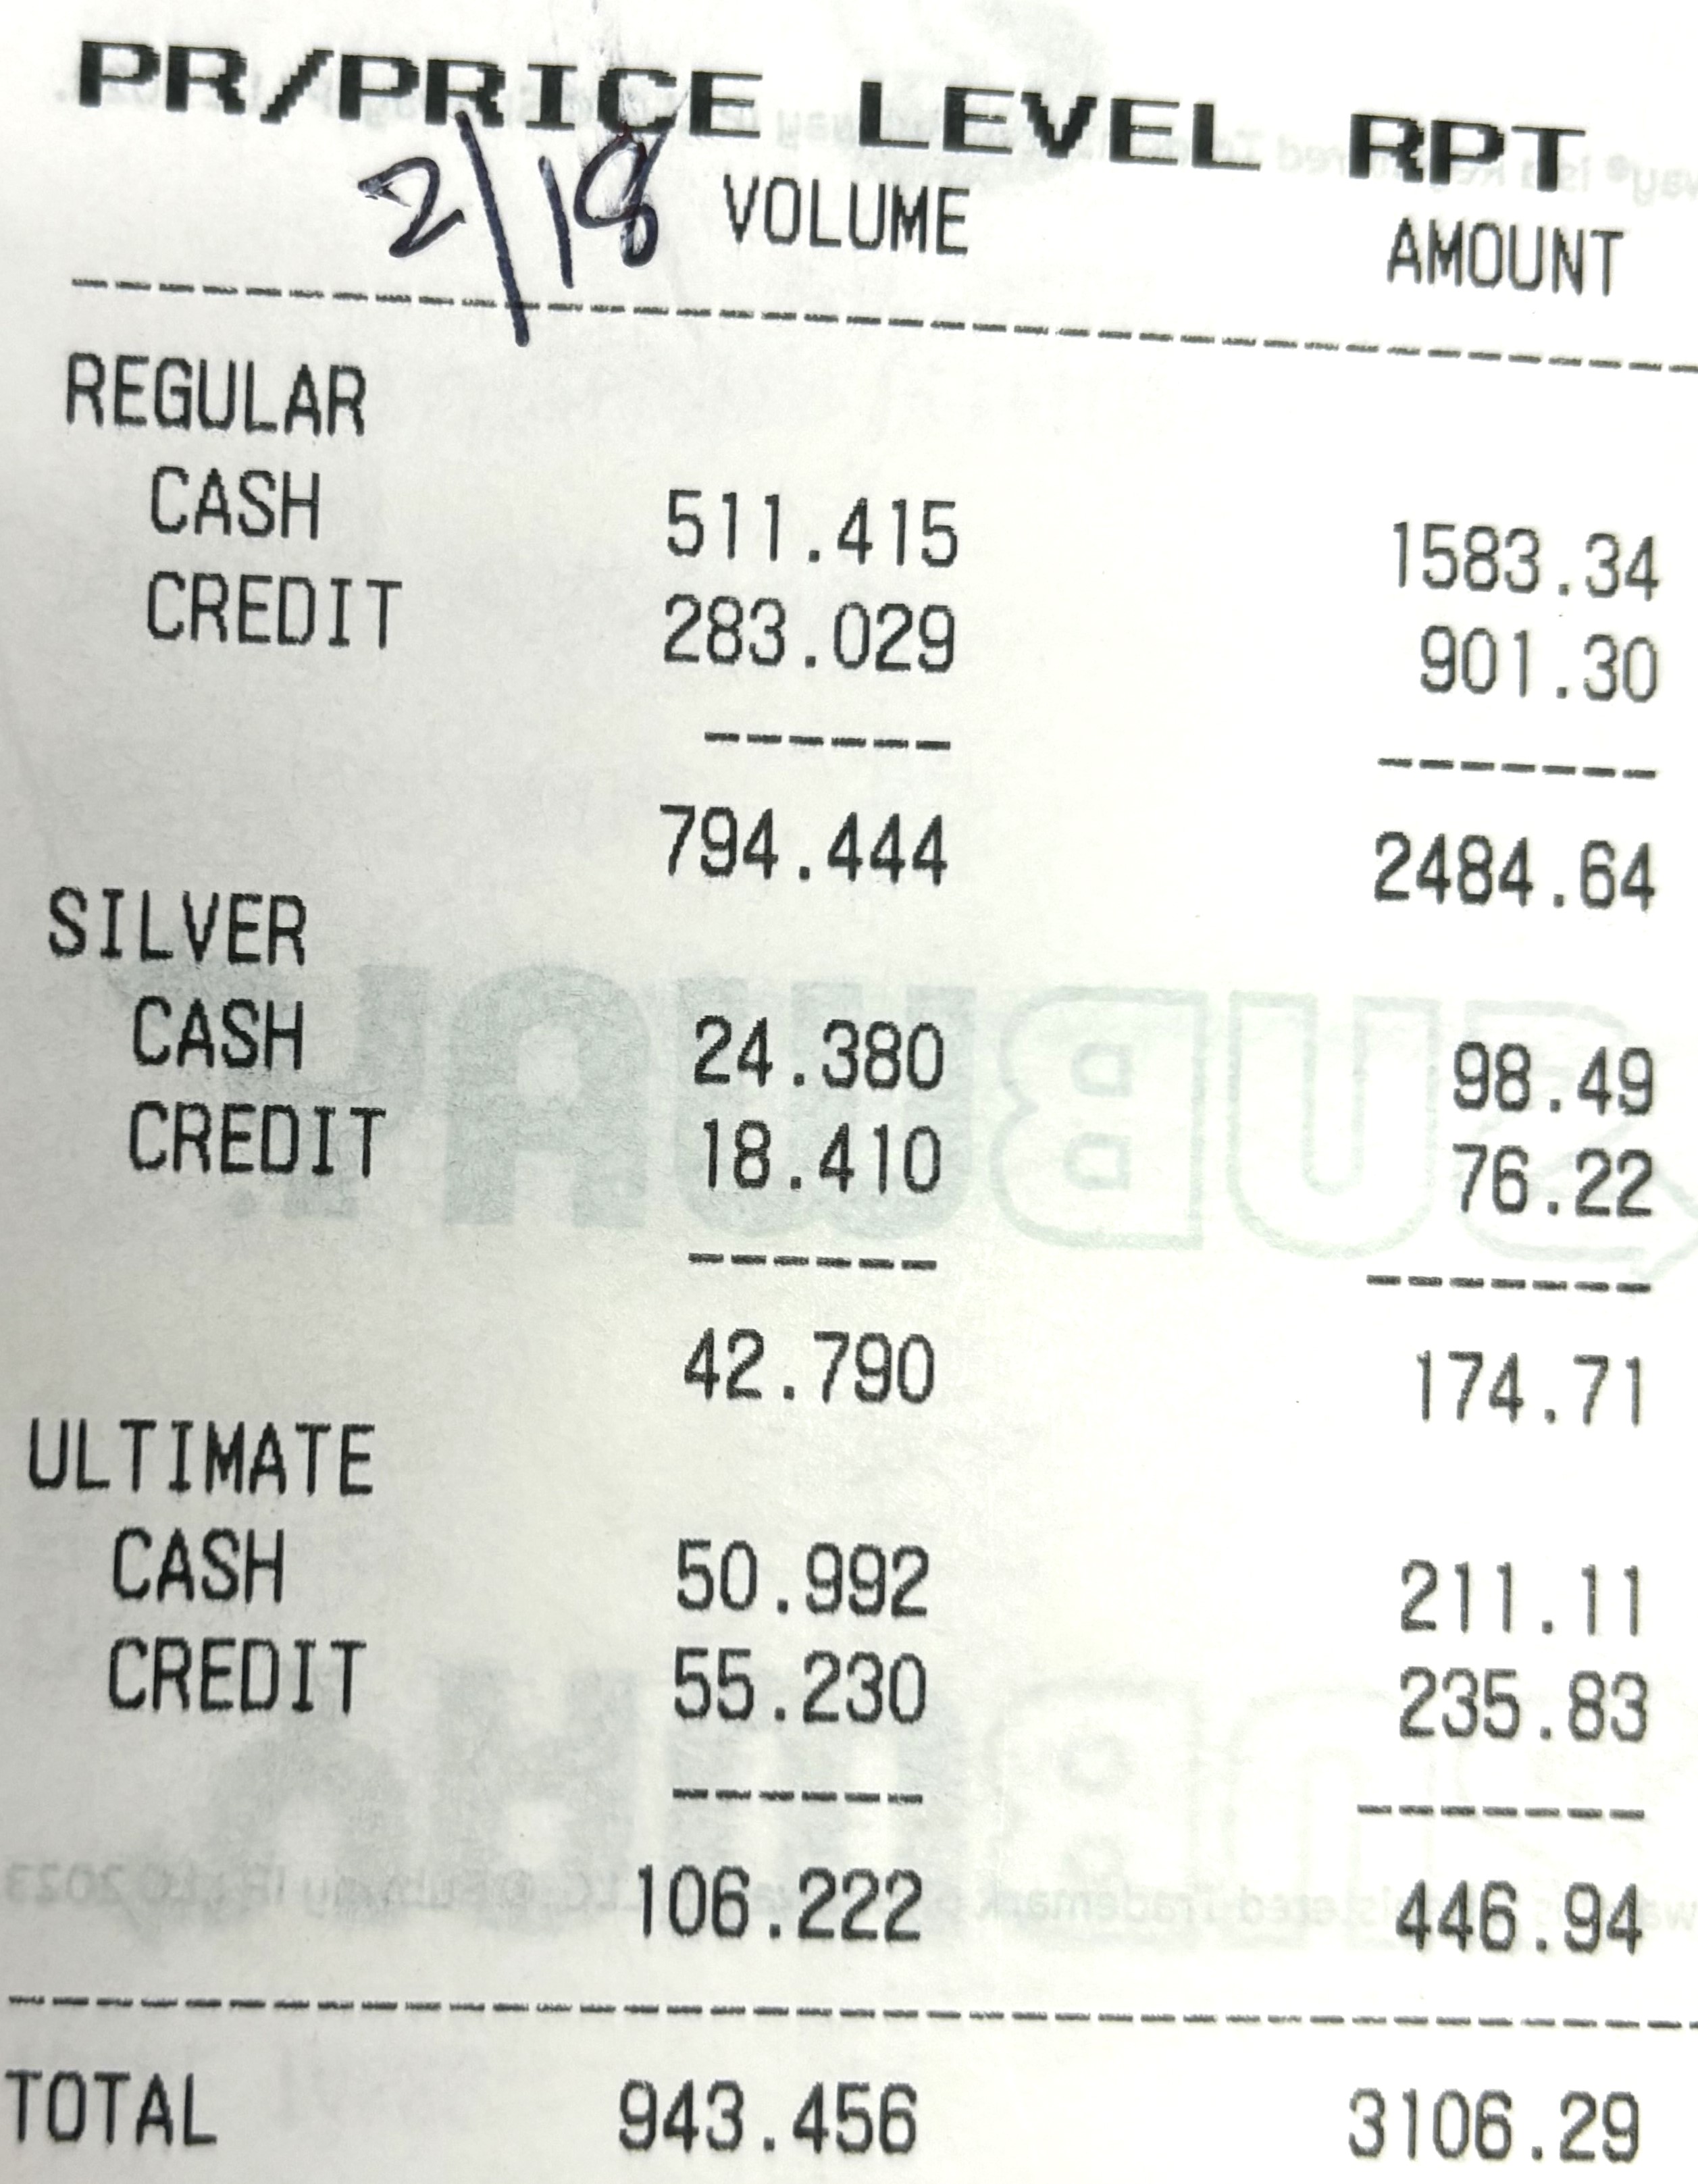 PR/PRICE LEVEL RPT
2/18 VOLUME AMOUNT
REGULAR
CASH 511.415 1583.34
CREDIT 283.029 901.30
794.444 2484.64
SILVER
CASH 24.380 98.49
CREDIT 18.410 76.22
42.790 174.71
ULTIMATE
CASH 50.992 211.11
CREDIT 55.230 235.83
106.222 446.94
TOTAL 943.456 3106.29